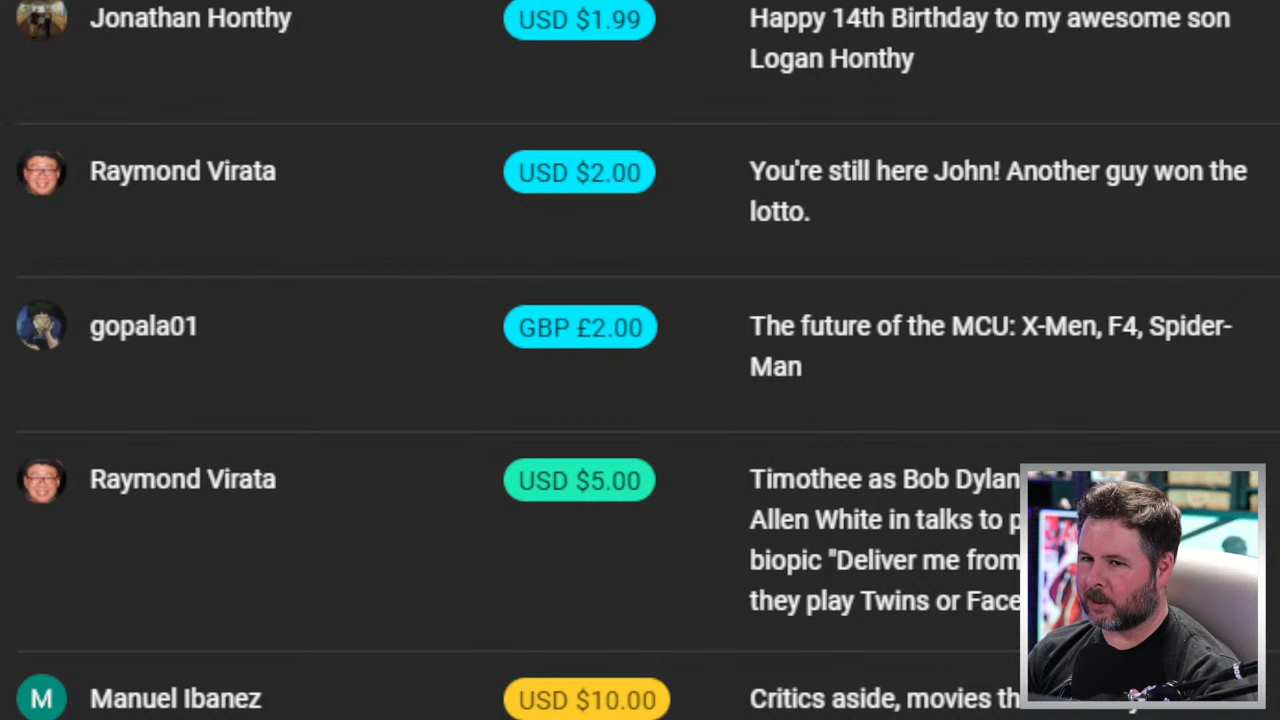 Jonathan Honthy
USD $1.99
Happy 14th Birthday to my awesome son
Logan Honthy
Raymond Virata
USD $2.00
You're still here John! Another guy won the
lotto.
gopala01
GBP £2.00
The future of the MCU: X-Men, F4, Spider-
Man
Raymond Virata
USD $5.00
Timothee as Bob Dylan
Allen White in talks to
biopic "Deliver me from
they play Twins or Face
M
Manuel Ibanez
USD $10.00
Critics aside, movies